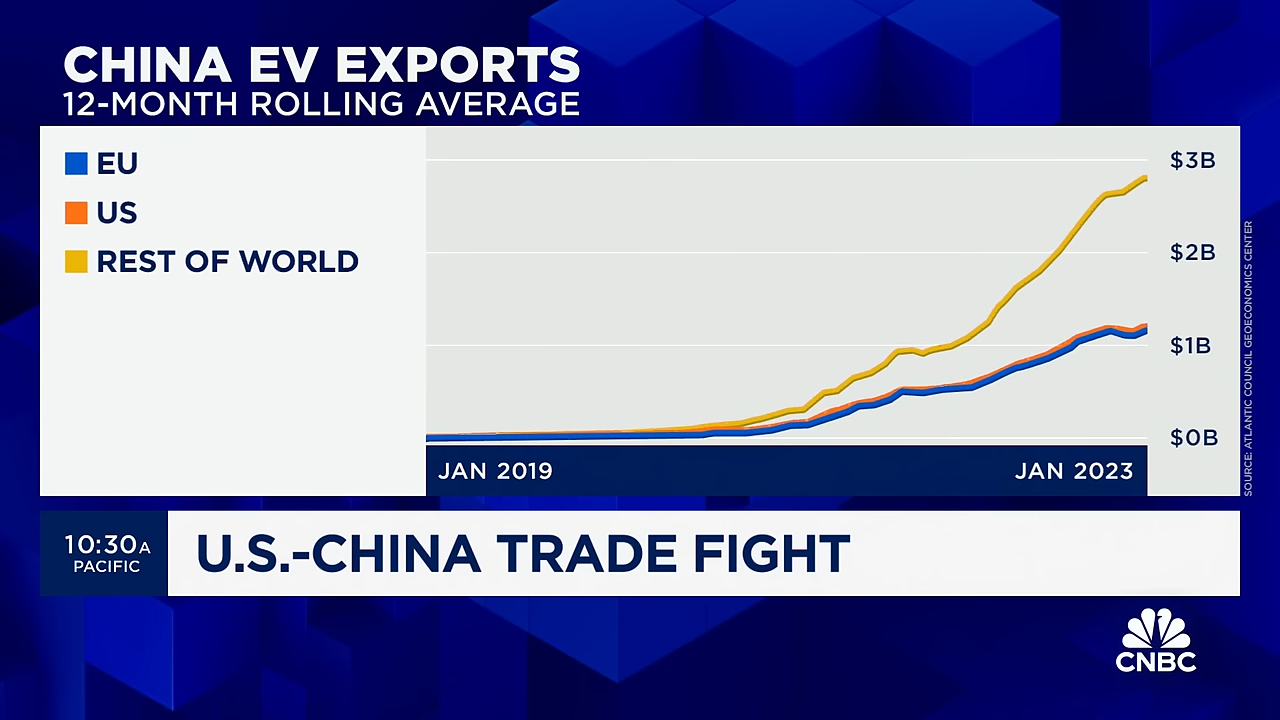 CHINA EV EXPORTS
12-MONTH ROLLING AVERAGE
EU
US
REST OF WORLD
$3B
$2B
$1B
$0B
JAN 2019
JAN 2023
SOURCE: ATLANTIC COUNCIL GEOECONOMICS CENTER
10:30A
PACIFIC
U.S.-CHINA TRADE FIGHT
CNBC